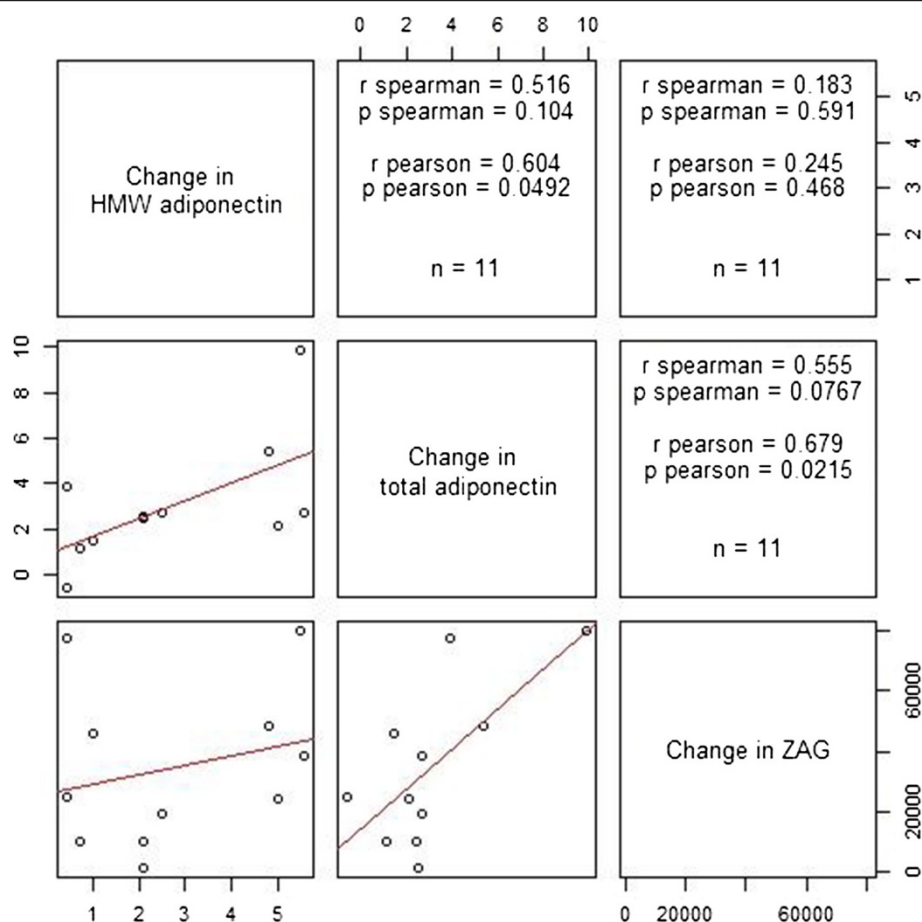 0 2 4 6 8 10
Change in
HMW adiponectin
r spearman = 0.516
p spearman = 0.104
r pearson = 0.604
p pearson = 0.0492
n = 11
r spearman = 0.183
p spearman = 0.591
r pearson = 0.245
p pearson = 0.468
n = 11
5
4
3
2
1
10
8
6
4
2
0
Change in
total adiponectin
r spearman = 0.555
p spearman = 0.0767
r pearson = 0.679
p pearson = 0.0215
n = 11
Change in ZAG
60000
20000
0
1 2 3 4 5
0 20000 60000